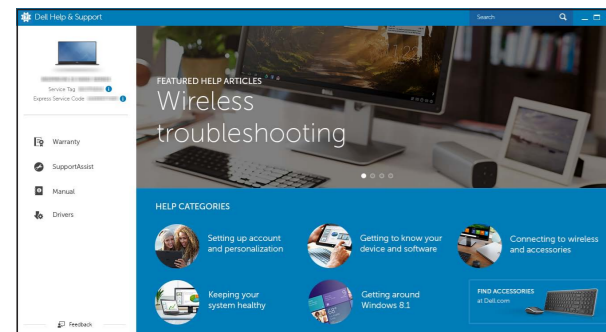 Dell Help & Support
Search
Service Tag
Express Service Code
Warranty
SupportAssist
Manual
Drivers
Feedback
FEATURED HELP ARTICLES
Wireless
troubleshooting
HELP CATEGORIES
Setting up account
and personalization
Getting to know your
device and software
Connecting to wireless
and accessories
Keeping your
system healthy
Getting around
Windows 8.1
FIND ACCESSORIES
at Dell.com